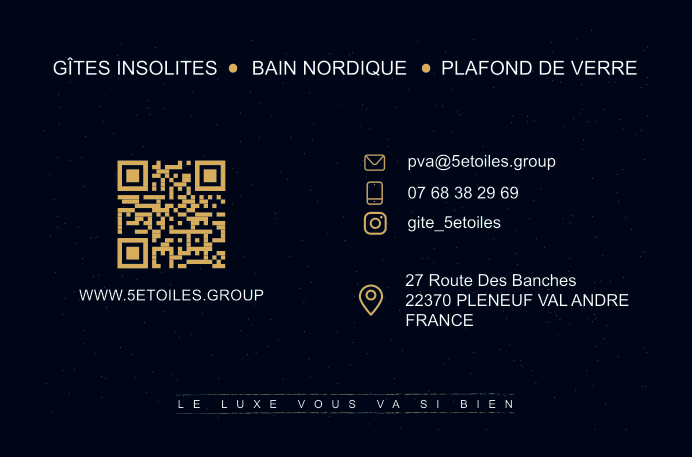 GÎTES INSOLITES • BAIN NORDIQUE • PLAFOND DE VERRE
pva@5etoiles.group
07 68 38 29 69
gite_5etoiles
WWW.5ETOILES.GROUP
27 Route Des Banches
22370 PLENEUF VAL ANDRE
FRANCE
LE LUXE VOUS VA SI BIEN